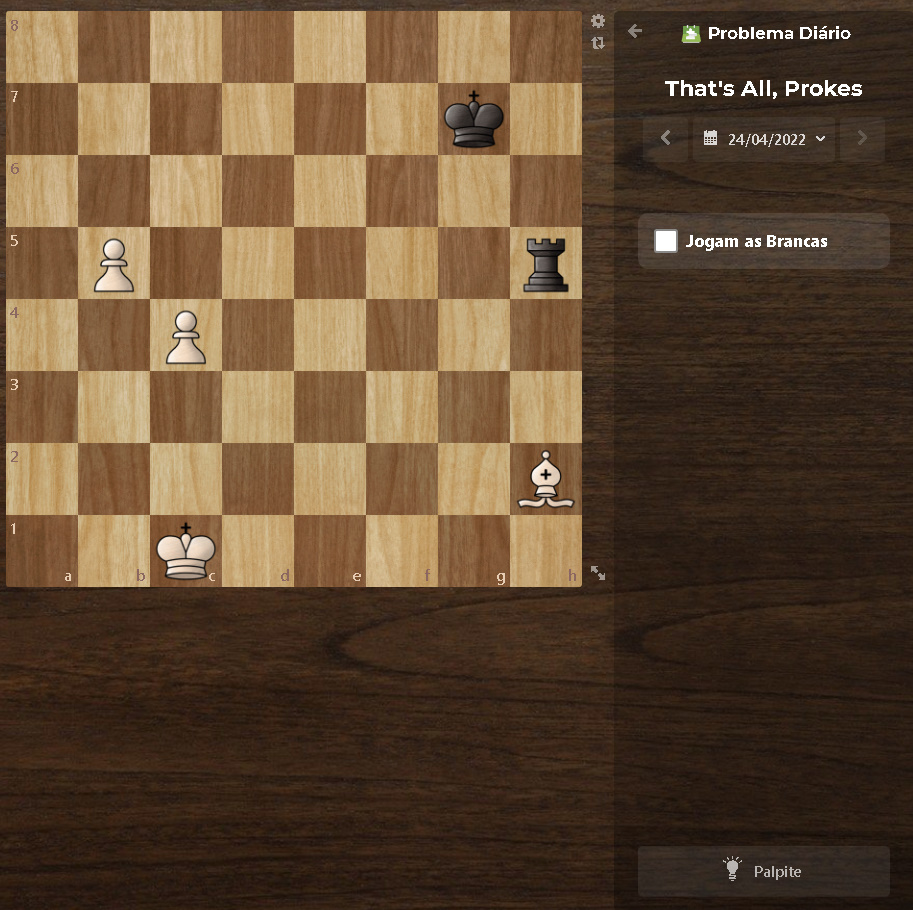 8
7
6
5
4
3
2
1
a b c d e f g h
Problema Diário
That's All, Prokes
24/04/2022
Jogam as Brancas
Palpite